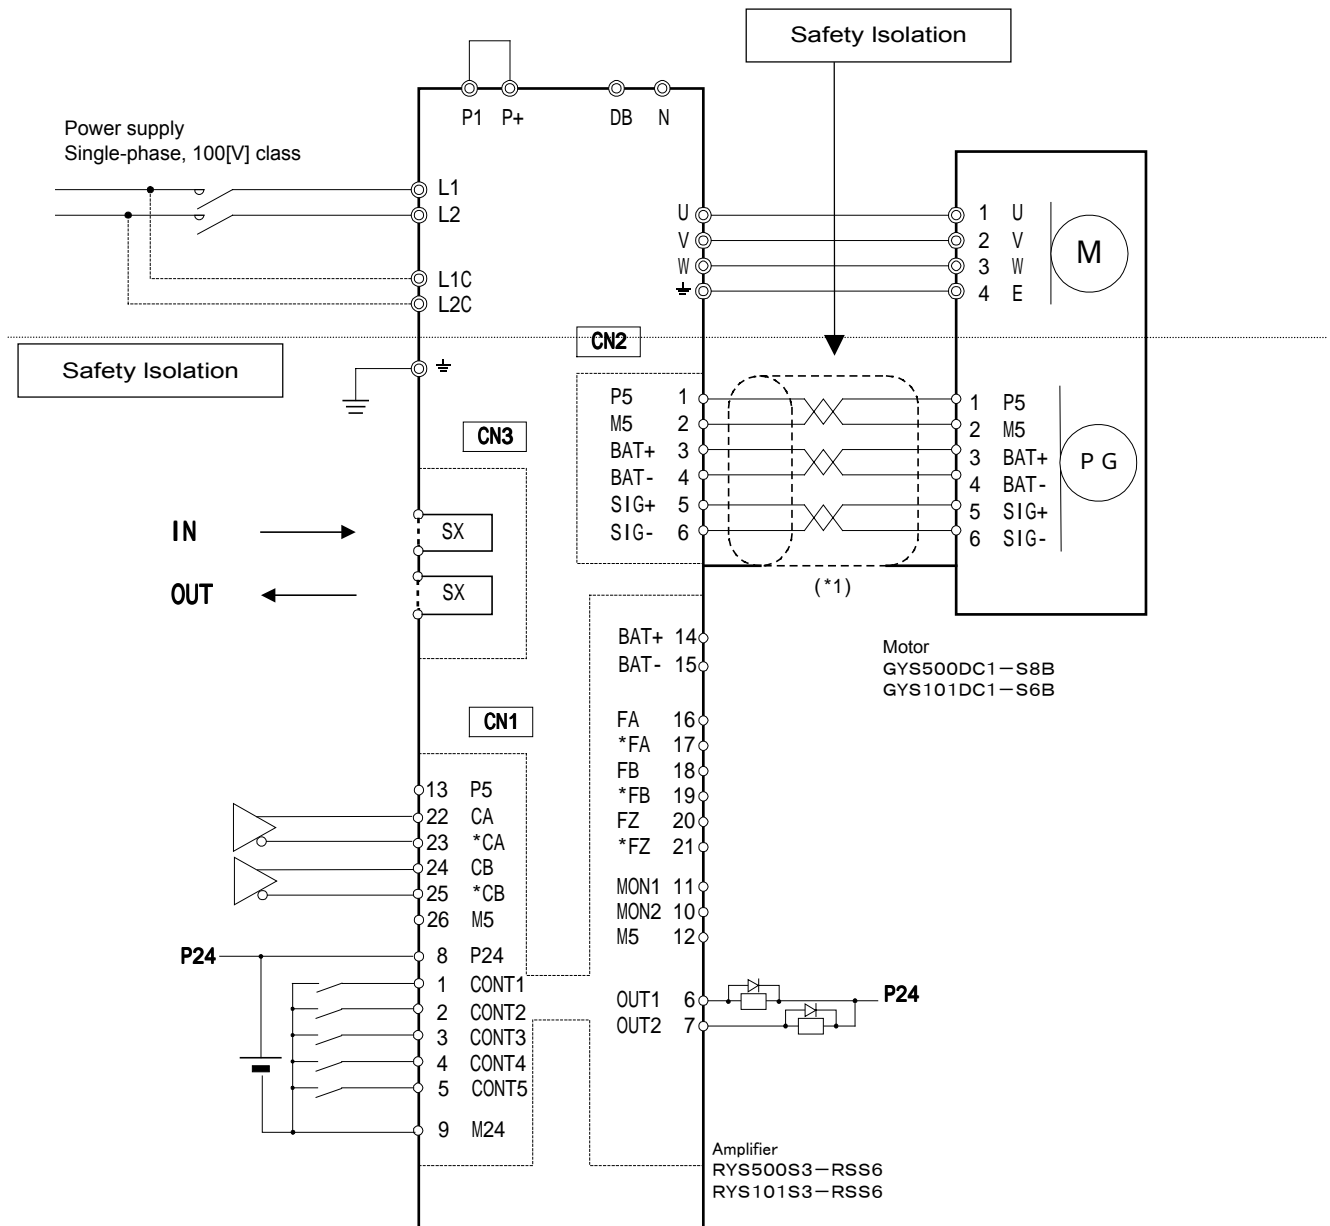 Safety Isolation
P1 P+ DB N
Power supply
Single-phase, 100[V] class
L1
L2
L1C
L2C
U
V
W
1 U
2 V
3 W
4 E
M
Safety Isolation
CN2
P5 1
M5 2
BAT+ 3
BAT- 4
SIG+ 5
SIG- 6
1 P5
2 M5
3 BAT+
4 BAT-
5 SIG+
6 SIG-
PG
(*1)
CN3
IN
SX
OUT
SX
Motor
GYS500DC1-S8B
GYS101DC1-S6B
BAT+ 14
BAT- 15
FA 16
*FA 17
FB 18
*FB 19
FZ 20
*FZ 21
MON1 11
MON2 10
M5 12
OUT1 6
OUT2 7
P24
CN1
13 P5
22 CA
23 *CA
24 CB
25 *CB
26 M5
P24
8 P24
1 CONT1
2 CONT2
3 CONT3
4 CONT4
5 CONT5
9 M24
Amplifier
RYS500S3-RSS6
RYS101S3-RSS6